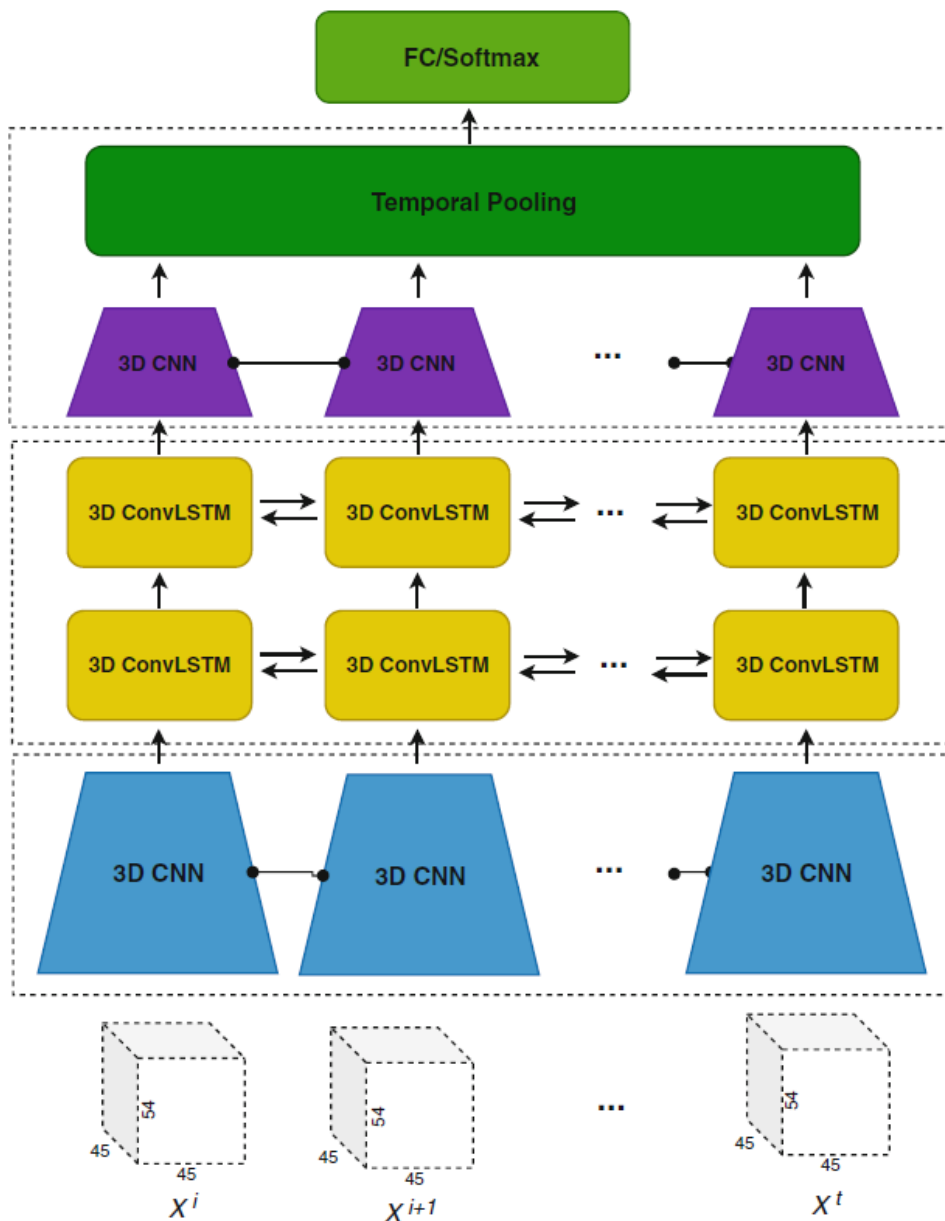 FC/Softmax
Temporal Pooling
3D CNN 3D CNN ... 3D CNN
3D ConvLSTM 3D ConvLSTM ... 3D ConvLSTM
3D ConvLSTM 3D ConvLSTM ... 3D ConvLSTM
3D CNN 3D CNN ... 3D CNN
54 54 ... 54
45 45 45
45 45 45
X^i X^{i+1} X^t